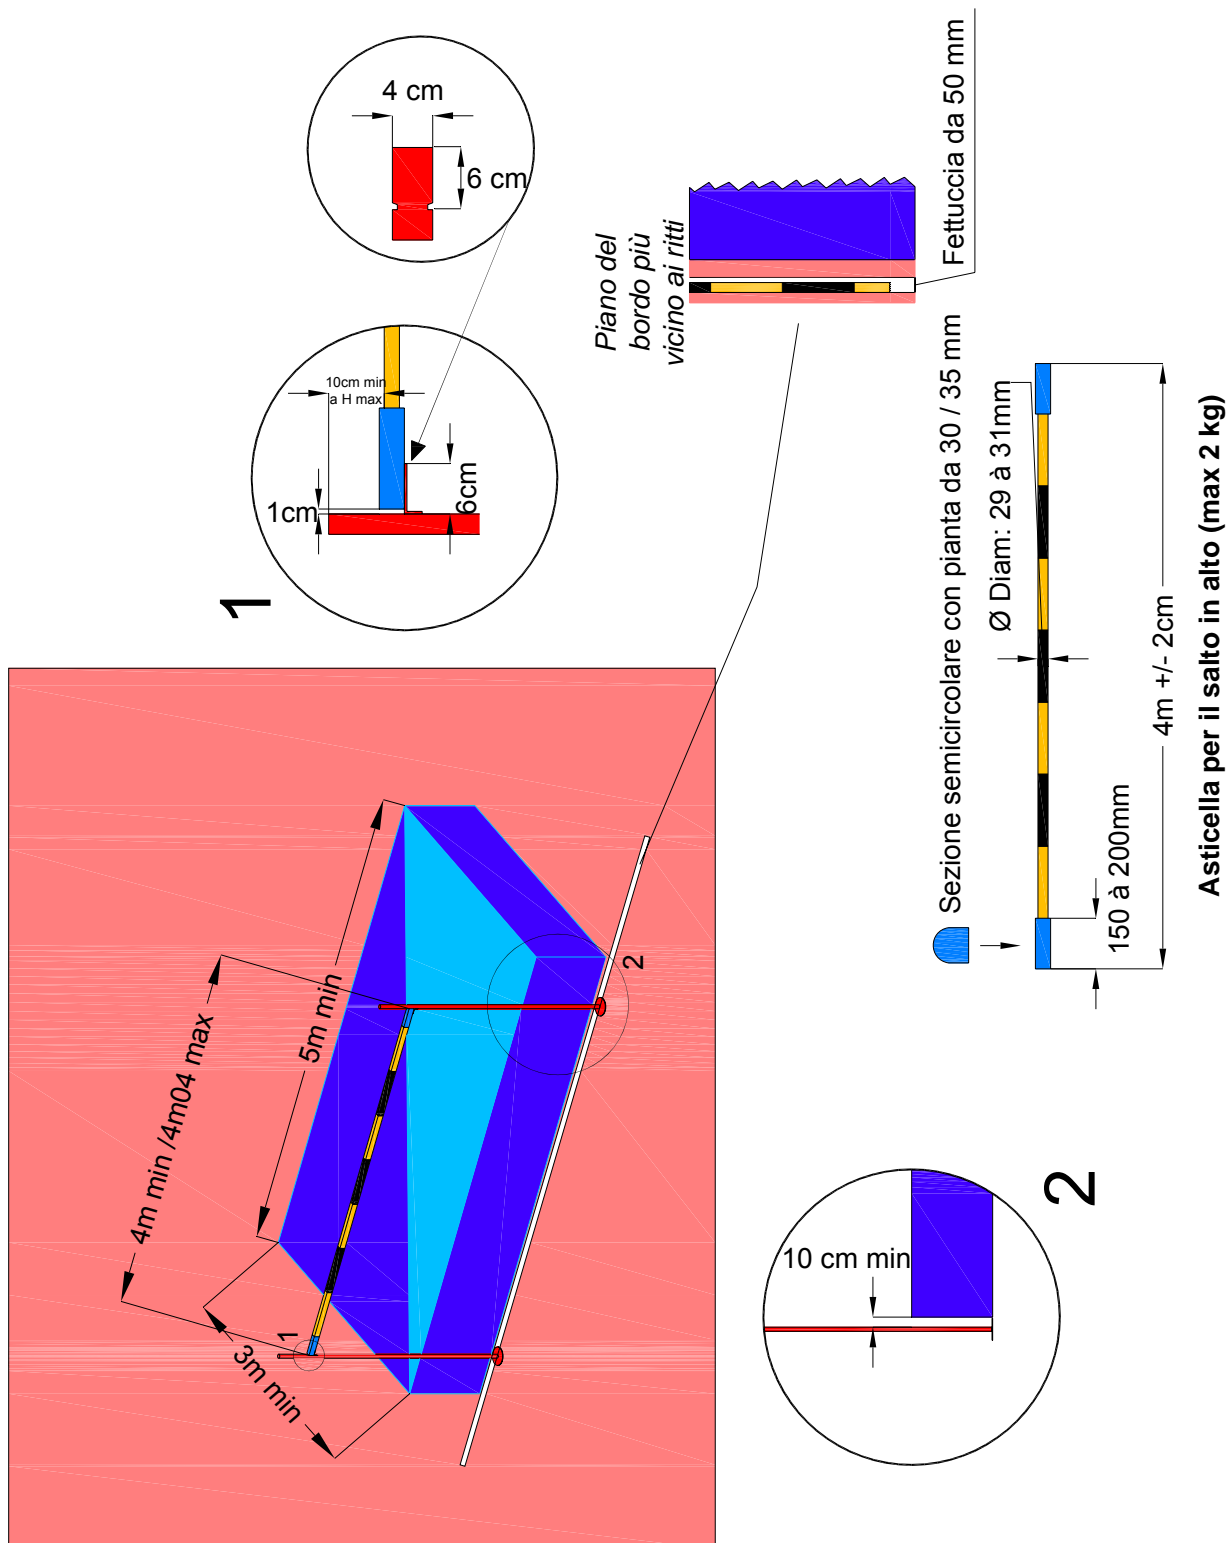 4 cm
6 cm
10cm min
a H max
1cm
6cm
1
Piano del
bordo più
vicino ai ritti
Fettuccia da 50 mm
4m min /4m04 max
5m min
3m min
1
2
10 cm min
2
Sezione semicircolare con pianta da 30 / 35 mm
Ø Diam: 29 à 31mm
150 à 200mm
4m +/- 2cm
Asticella per il salto in alto (max 2 kg)